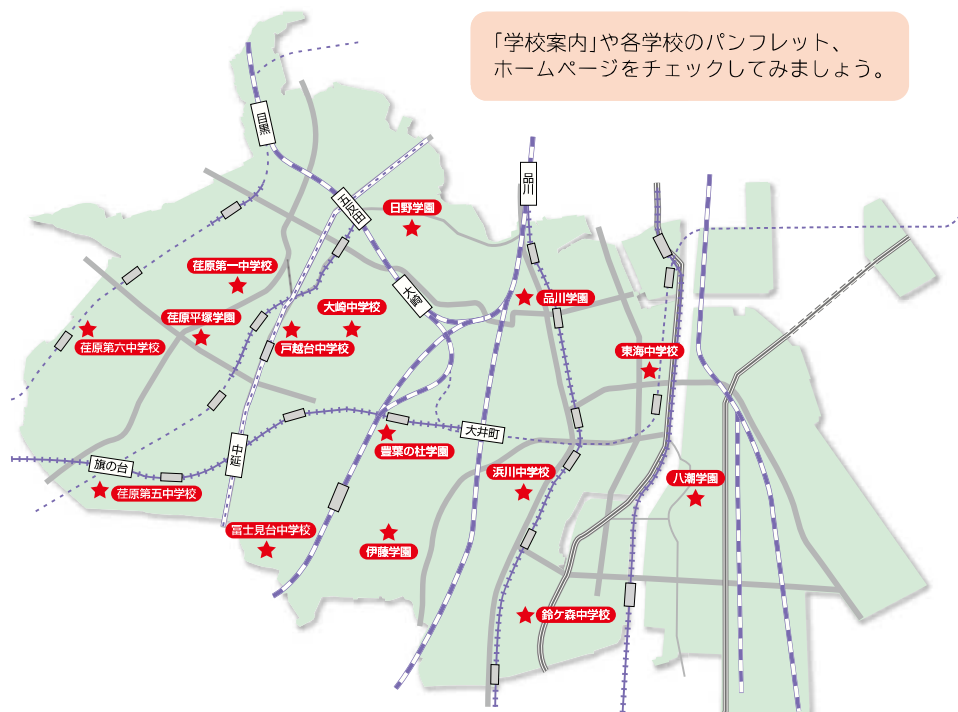 「学校案内」や各学校のパンフレット、
ホームページをチェックしてみましょう。
目黒
品川
五反田
日野学園
荏原第一中学校
大崎
品川学園
大崎中学校
荏原平塚学園
荏原第六中学校
戸越台中学校
東海中学校
大井町
中延
豊葉の杜学園
旗の台
浜川中学校
八潮学園
荏原第五中学校
冨士見台中学校
伊藤学園
鈴ケ森中学校